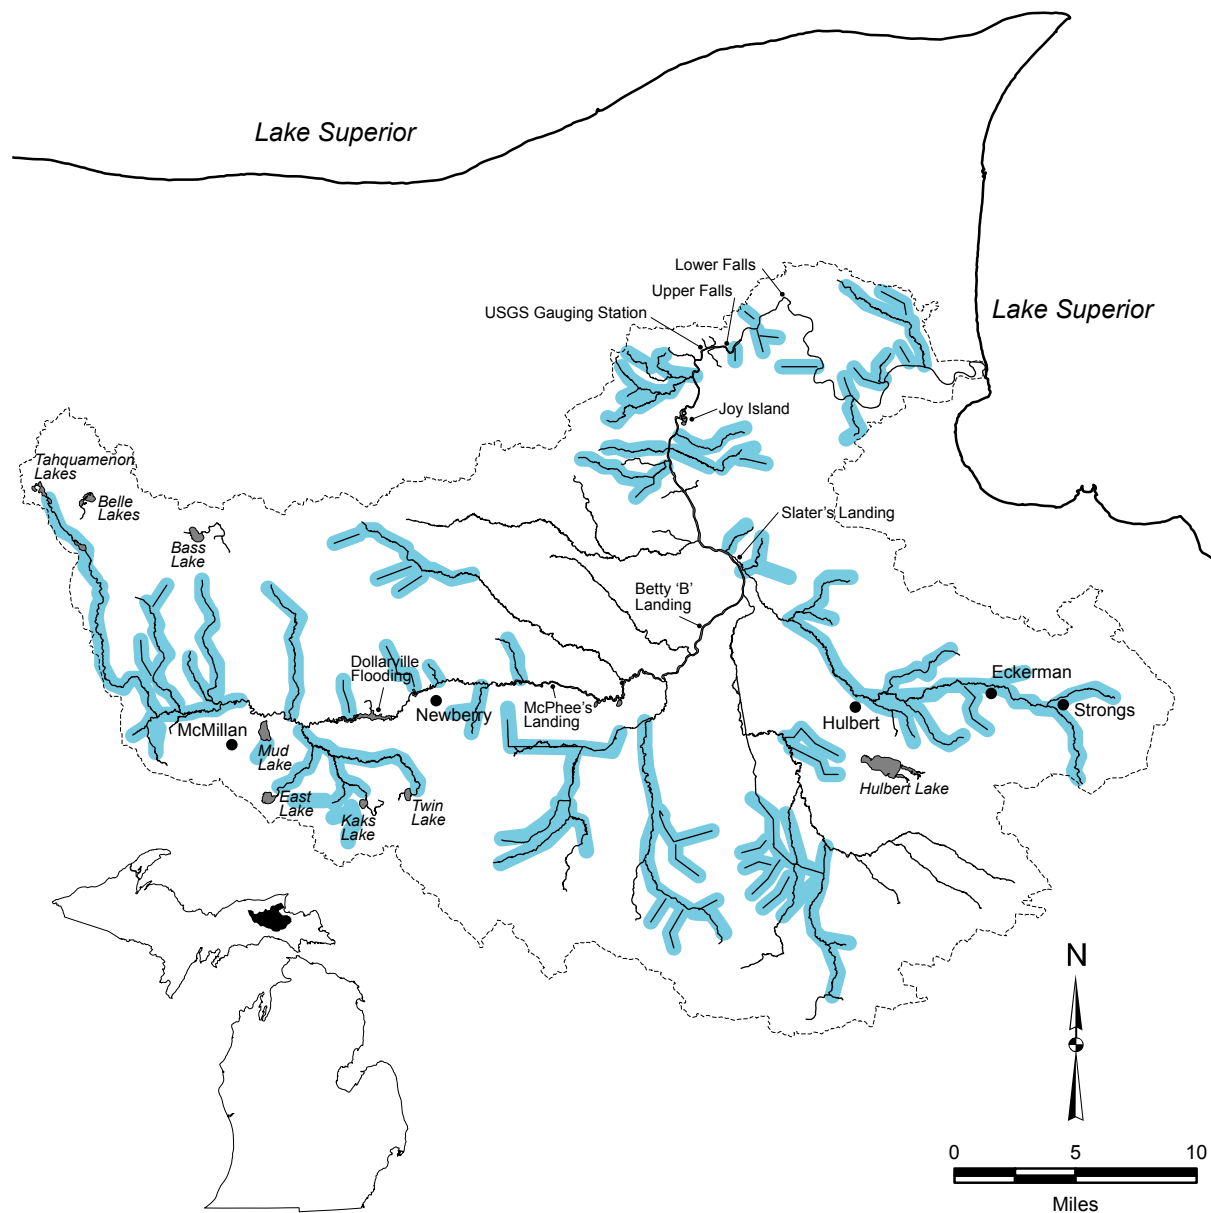 Lake Superior
Lower Falls
Upper Falls
USGS Gauging Station
Lake Superior
Joy Island
Tahquamenon
Lakes
Belle
Lakes
Bass
Lake
Slater’s Landing
Betty ‘B’
Landing
Dollarville
Flooding
Eckerman
McPhee’s
Landing
Newberry
Hulbert
Strongs
McMillan
Mud
Lake
Hulbert Lake
East
Lake
Kaks
Lake
Twin
Lake
N
0 5 10
Miles